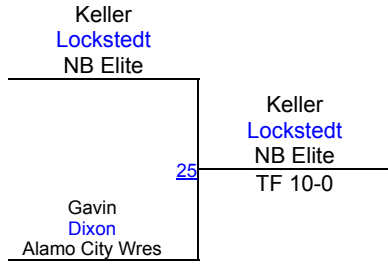 Keller
Lockstedt
NB Elite
Keller
Lockstedt
NB Elite
25
TF 10-0
Gavin
Dixon
Alamo City Wres